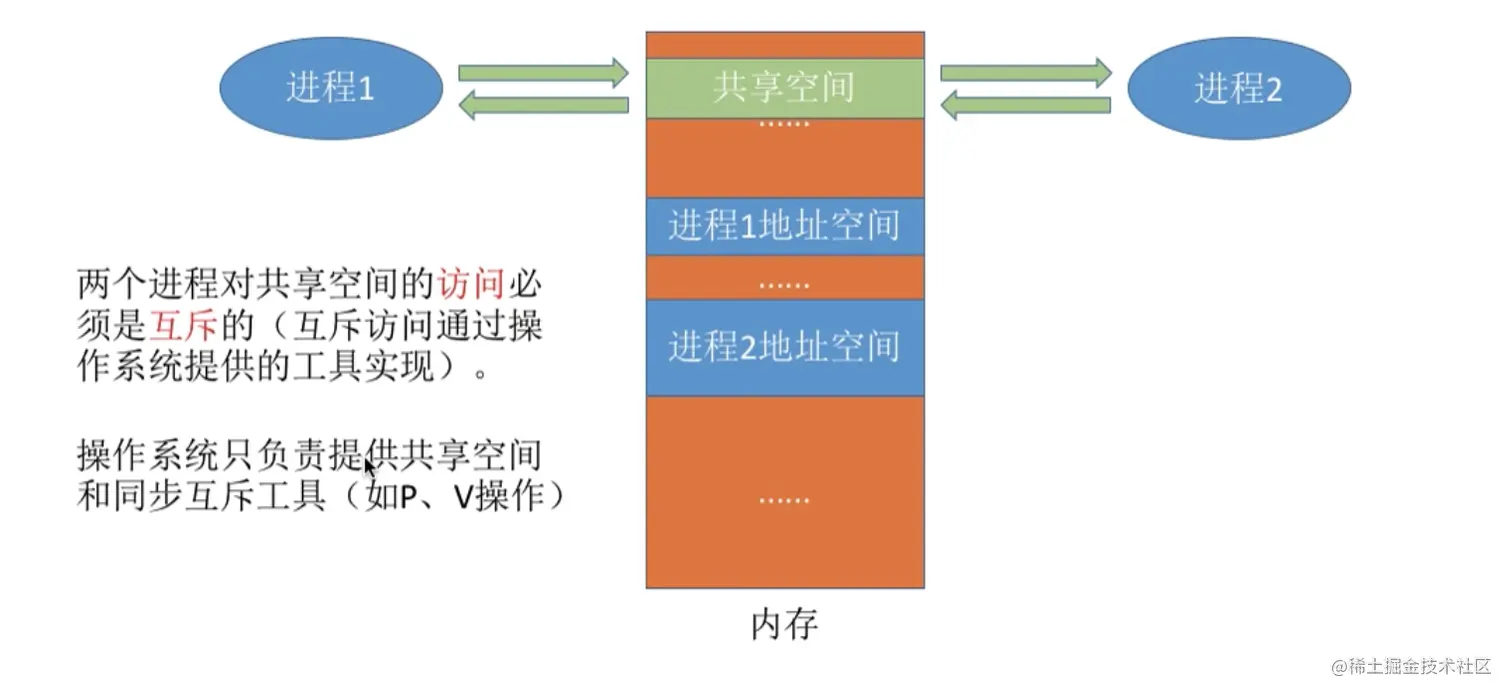 进程1
共享空间
进程2
……
进程1地址空间
……
进程2地址空间
……
内存
两个进程对共享空间的访问必
须是互斥的（互斥访问通过操
作系统提供的工具实现）。
操作系统只负责提供共享空间
和同步互斥工具（如P、V操作）
@稀土掘金技术社区